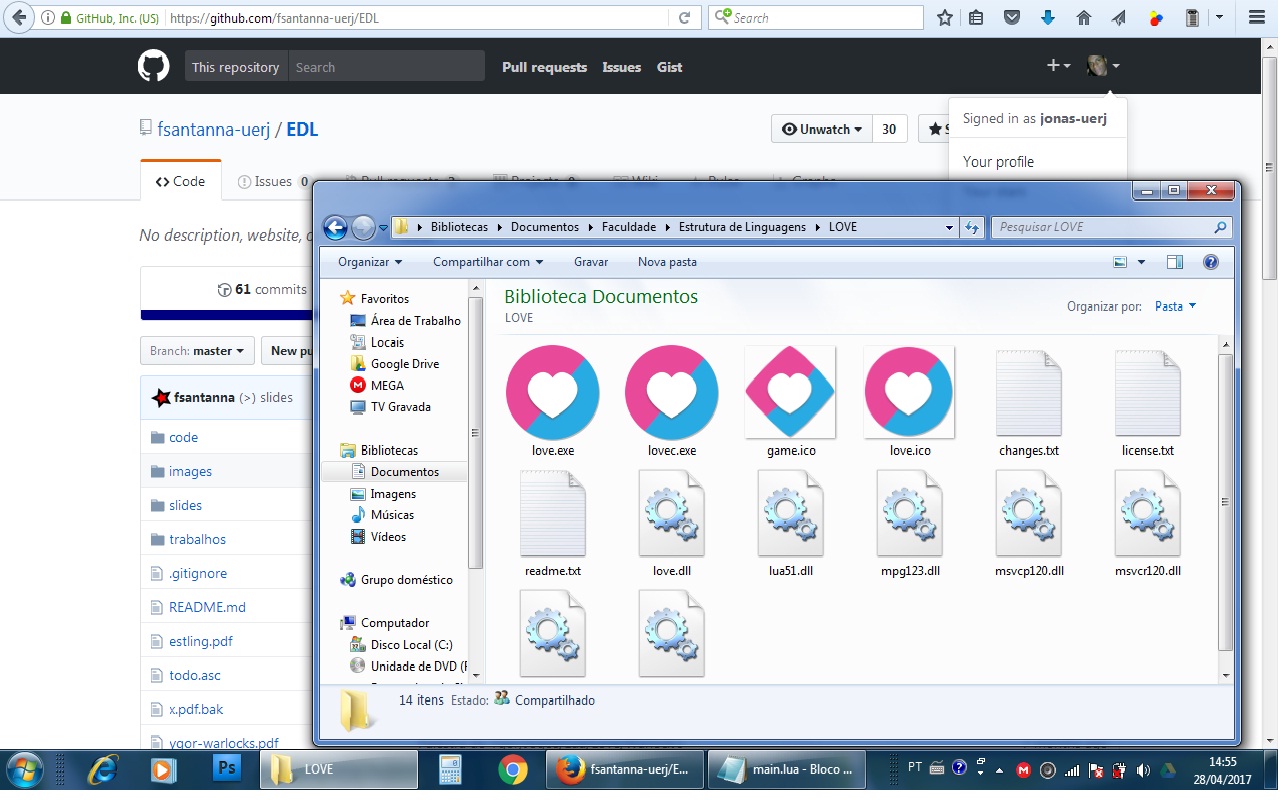 GitHub, Inc. (US) https://github.com/fsantanna-uerj/EDL Search
This repository Search Pull requests Issues Gist
Signed in as jonas-uerj
fsantanna-uerj / EDL Unwatch 30
Your profile
Code Issues 0
No description, website,
61 commits
Branch: master New pu
fsantanna (>) slides
code
images
slides
trabalhos
.gitignore
README.md
estling.pdf
todo.asc
x.pdf.bak
ygor-warlocks.pdf
Bibliotecas Documentos Faculdade Estrutura de Linguagens LOVE Pesquisar LOVE
Organizar Compartilhar com Gravar Nova pasta
Favoritos
Área de Trabalho
Locais
Google Drive
MEGA
TV Gravada
Bibliotecas
Documentos
Imagens
Músicas
Vídeos
Grupo doméstico
Computador
Disco Local (C:)
Unidade de DVD (
Biblioteca Documentos
LOVE
Organizar por: Pasta
love.exe lovec.exe game.ico love.ico changes.txt license.txt
readme.txt love.dll lua51.dll mpg123.dll msvcp120.dll msvcr120.dll
14 itens Estado: Compartilhado
Ps LOVE fsantanna-uerj/E... main.lua - Bloco ... PT 14:55
28/04/2017